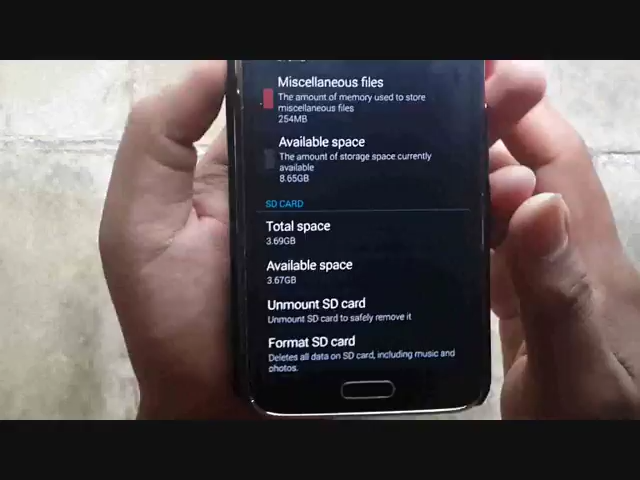 Miscellaneous files
The amount of memory used to store
miscellaneous files
254MB
Available space
The amount of storage space currently
available
8.65GB
SD CARD
Total space
3.69GB
Available space
3.67GB
Unmount SD card
Unmount SD card to safely remove it
Format SD card
Deletes all data on SD card, including music and
photos.